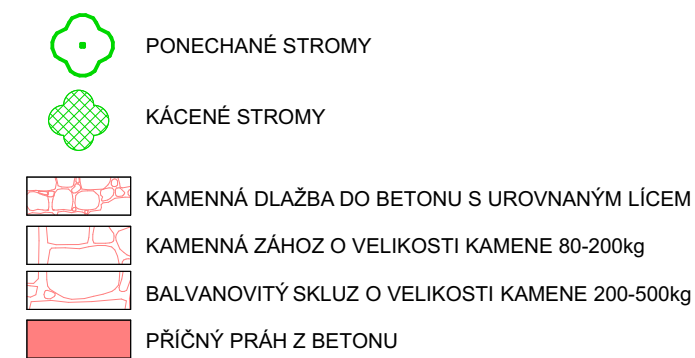 PONECHANÉ STROMY
KÁCENÉ STROMY
KAMENNÁ DLAŽBA DO BETONU S UROVNANÝM LÍCEM
KAMENNÁ ZÁHOZ O VELIKOSTI KAMENE 80-200kg
BALVANOVITÝ SKLUZ O VELIKOSTI KAMENE 200-500kg
PŘÍČNÝ PRÁH Z BETONU